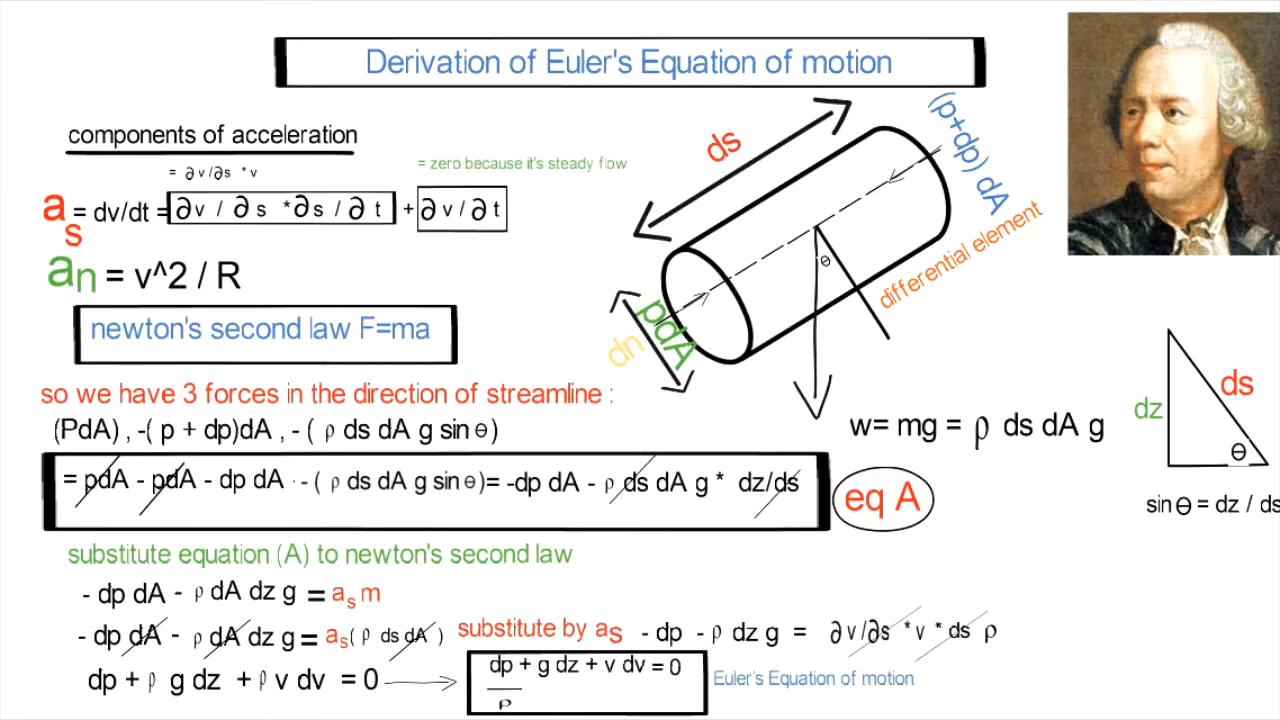 Derivation of Euler's Equation of motion
components of acceleration
= ∂v/∂s *v
= zero because it's steady flow
as = dv/dt = ∂v / ∂s *∂s / ∂t + ∂v / ∂t
an = v^2 / R
newton's second law F=ma
ds
(p+dp) dA
differential element
θ
pdA
dn
so we have 3 forces in the direction of streamline :
(PdA) , -( p + dp)dA , - ( ρ ds dA g sin θ)
w= mg = ρ ds dA g
dz
ds
θ
sin θ = dz / ds
= pdA - pdA - dp dA - ( ρ ds dA g sin θ)= -dp dA - ρ ds dA g * dz/ds
eq A
substitute equation (A) to newton's second law
- dp dA - ρ dA dz g = as m
- dp dA - ρ dA dz g = as( ρ ds dA )
substitute by as
- dp - ρ dz g = ∂v/∂s *v * ds ρ
dp + ρ g dz + ρ v dv = 0
dp + g dz + v dv = 0
ρ
Euler's Equation of motion